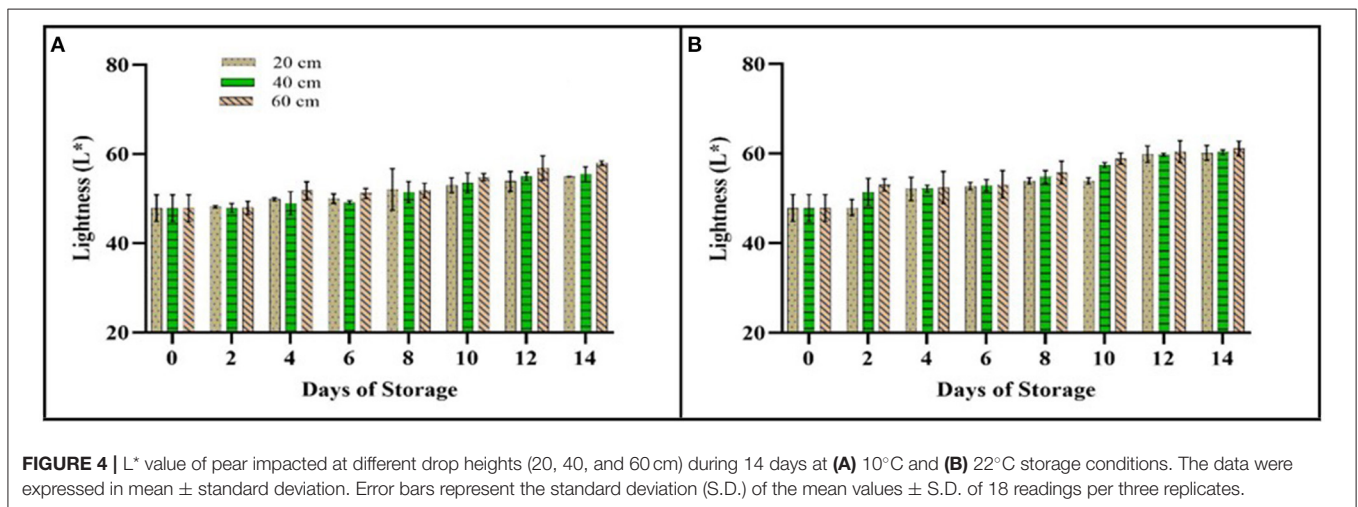 A
80
60
40
20
Lightness (L*)
20 cm
40 cm
60 cm
0 2 4 6 8 10 12 14
Days of Storage
B
80
60
40
20
Lightness (L*)
0 2 4 6 8 10 12 14
Days of Storage
FIGURE 4 | L* value of pear impacted at different drop heights (20, 40, and 60 cm) during 14 days at (A) 10°C and (B) 22°C storage conditions. The data were
expressed in mean ± standard deviation. Error bars represent the standard deviation (S.D.) of the mean values ± S.D. of 18 readings per three replicates.